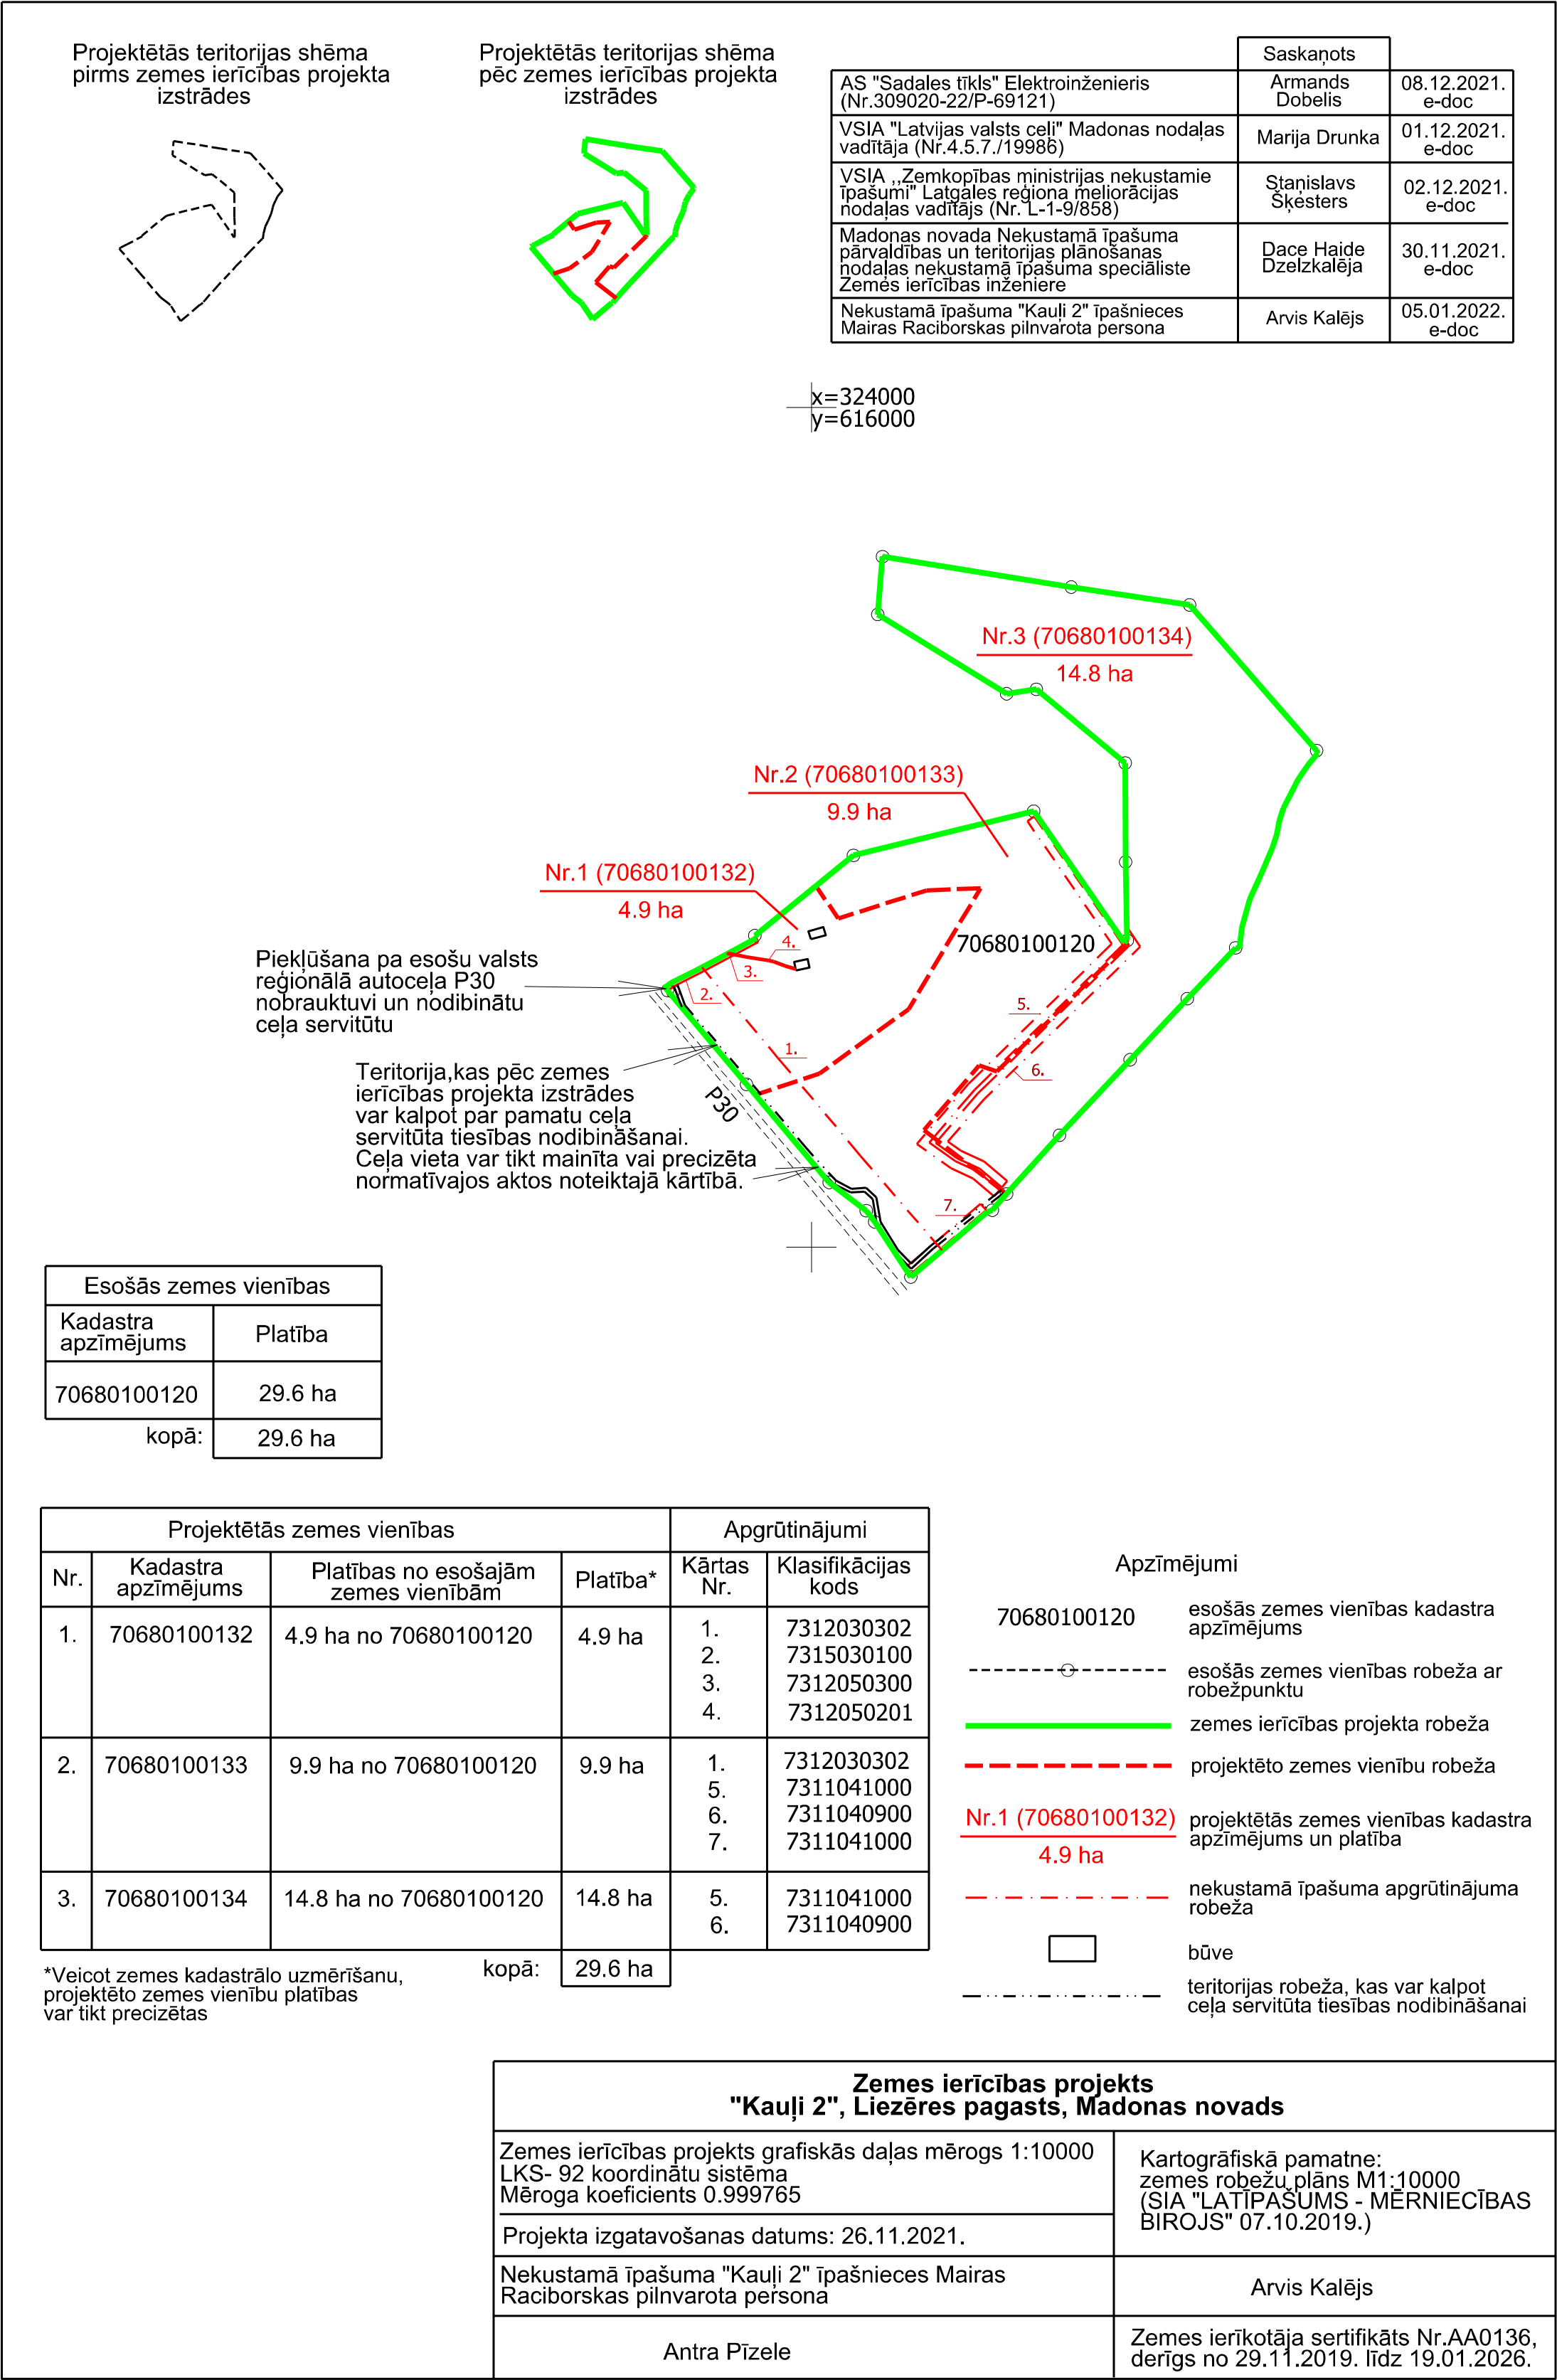 Projektētās teritorijas shēma
pirms zemes ierīcības projekta
izstrādes
Projektētās teritorijas shēma
pēc zemes ierīcības projekta
izstrādes
Saskaņots
AS "Sadales tīkls" Elektroinženieris
(Nr.309020-22/P-69121)
Armands
Dobelis
08.12.2021.
e-doc
VSIA "Latvijas valsts ceļi" Madonas nodaļas
vadītāja (Nr.4.5.7./19986)
Marija Drunka
01.12.2021.
e-doc
VSIA ,,Zemkopības ministrijas nekustamie
īpašumi" Latgales reģiona meliorācijas
nodaļas vadītājs (Nr. L-1-9/858)
Staņislavs
Šķesters
02.12.2021.
e-doc
Madonas novada Nekustamā īpašuma
pārvaldības un teritorijas plānošanas
nodaļas nekustamā īpašuma speciāliste
Zemes ierīcības inženiere
Dace Haide
Dzelzkalēja
30.11.2021.
e-doc
Nekustamā īpašuma "Kauļi 2" īpašnieces
Mairas Raciborskas pilnvarota persona
Arvis Kalējs
05.01.2022.
e-doc
x=324000
y=616000
Nr.3 (70680100134)
14.8 ha
Nr.2 (70680100133)
9.9 ha
Nr.1 (70680100132)
4.9 ha
70680100120
4.
3.
2.
1.
5.
6.
7.
P30
Piekļūšana pa esošu valsts
reģionālā autoceļa P30
nobrauktuvi un nodibinātu
ceļa servitūtu
Teritorija,kas pēc zemes
ierīcības projekta izstrādes
var kalpot par pamatu ceļa
servitūta tiesības nodibināšanai.
Ceļa vieta var tikt mainīta vai precizēta
normatīvajos aktos noteiktajā kārtībā.
Esošās zemes vienības
Kadastra
apzīmējums
Platība
70680100120
29.6 ha
kopā:
29.6 ha
Projektētās zemes vienības
Apgrūtinājumi
Nr.
Kadastra
apzīmējums
Platības no esošajām
zemes vienībām
Platība*
Kārtas
Nr.
Klasifikācijas
kods
1.
70680100132
4.9 ha no 70680100120
4.9 ha
1. 7312030302
2. 7315030100
3. 7312050300
4. 7312050201
2.
70680100133
9.9 ha no 70680100120
9.9 ha
1. 7312030302
5. 7311041000
6. 7311040900
7. 7311041000
3.
70680100134
14.8 ha no 70680100120
14.8 ha
5. 7311041000
6. 7311040900
kopā:
29.6 ha
*Veicot zemes kadastrālo uzmērīšanu,
projektēto zemes vienību platības
var tikt precizētas
Apzīmējumi
70680100120
esošās zemes vienības kadastra
apzīmējums
esošās zemes vienības robeža ar
robežpunktu
zemes ierīcības projekta robeža
projektēto zemes vienību robeža
Nr.1 (70680100132)
4.9 ha
projektētās zemes vienības kadastra
apzīmējums un platība
nekustamā īpašuma apgrūtinājuma
robeža
būve
teritorijas robeža, kas var kalpot
ceļa servitūta tiesības nodibināšanai
Zemes ierīcības projekts
"Kauļi 2", Liezēres pagasts, Madonas novads
Zemes ierīcības projekts grafiskās daļas mērogs 1:10000
LKS- 92 koordinātu sistēma
Mēroga koeficients 0.999765
Kartogrāfiskā pamatne:
zemes robežu plāns M1:10000
(SIA "LATĪPAŠUMS - MĒRNIECĪBAS
BIROJS" 07.10.2019.)
Projekta izgatavošanas datums: 26.11.2021.
Nekustamā īpašuma "Kauļi 2" īpašnieces Mairas
Raciborskas pilnvarota persona
Arvis Kalējs
Antra Pīzele
Zemes ierīkotāja sertifikāts Nr.AA0136,
derīgs no 29.11.2019. līdz 19.01.2026.